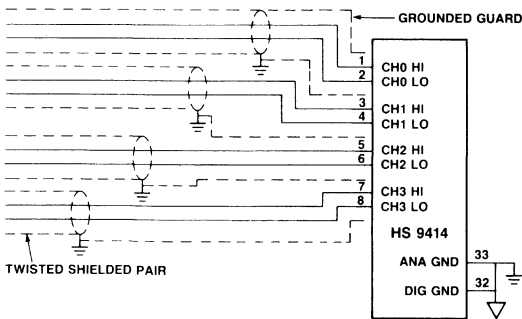 GROUNDED GUARD
1 CH0 HI
2 CH0 LO
3 CH1 HI
4 CH1 LO
5 CH2 HI
6 CH2 LO
7 CH3 HI
8 CH3 LO
HS 9414
ANA GND 33
DIG GND 32
TWISTED SHIELDED PAIR